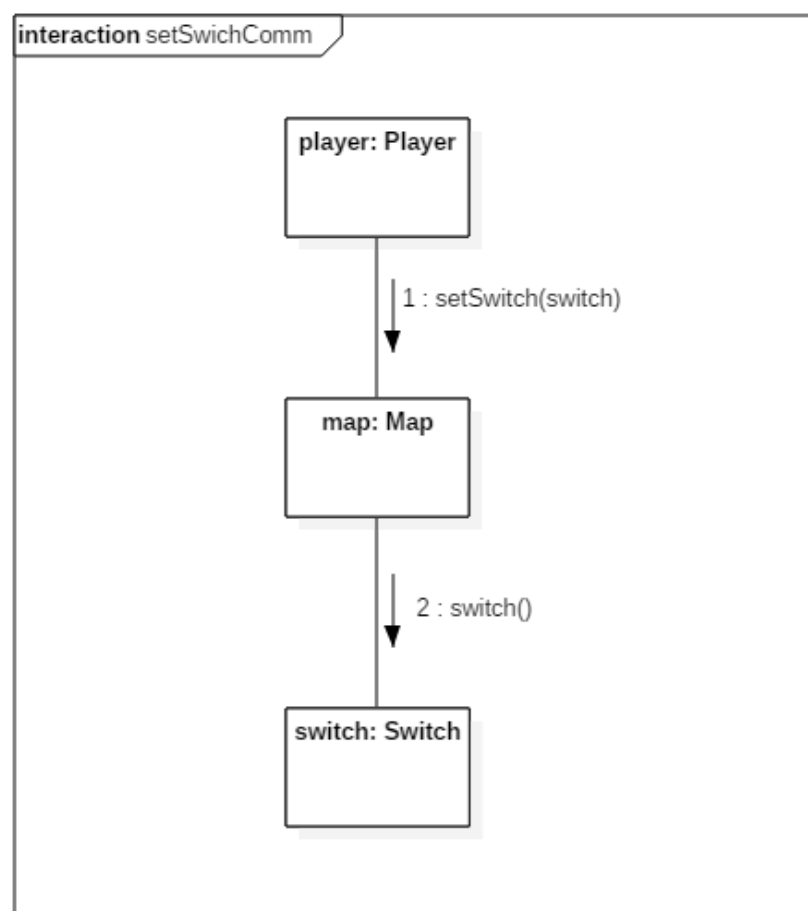 interaction setSwichComm
player: Player
1 : setSwitch(switch)
map: Map
2 : switch()
switch: Switch